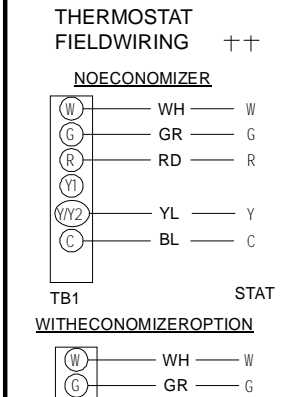 THERMOSTAT
FIELDWIRING ††
NOECONOMIZER
W WH W
G GR G
R RD R
Y1
Y/Y2 YL Y
C BL C
TB1 STAT
WITHECONOMIZEROPTION
W WH W
G GR G